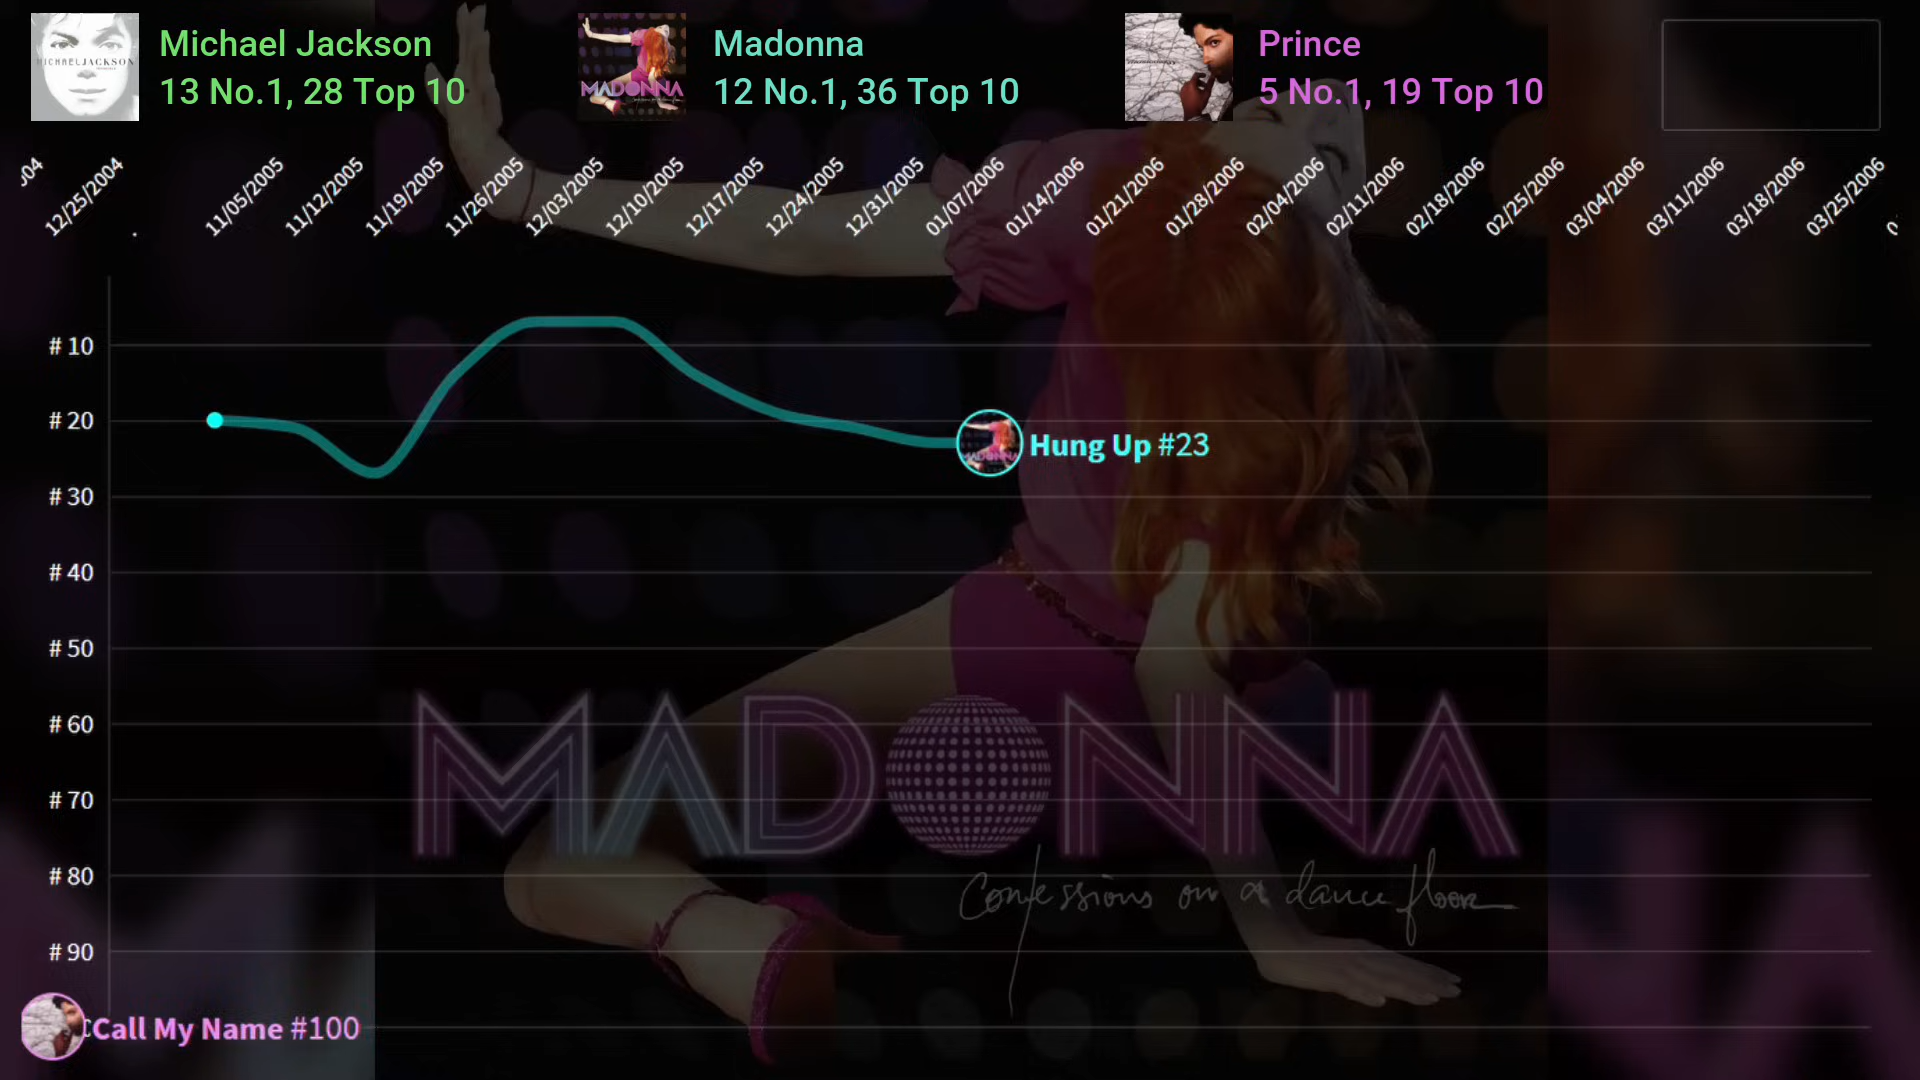 Michael Jackson
13 No.1, 28 Top 10
MICHAEL JACKSON
Madonna
12 No.1, 36 Top 10
MADONNA
Prince
5 No.1, 19 Top 10
12/25/2004
11/05/2005
11/12/2005
11/19/2005
11/26/2005
12/03/2005
12/10/2005
12/17/2005
12/24/2005
12/31/2005
01/07/2006
01/14/2006
01/21/2006
01/28/2006
02/04/2006
02/11/2006
02/18/2006
02/25/2006
03/04/2006
03/11/2006
03/18/2006
03/25/2006
# 10
# 20
Hung Up #23
# 30
# 40
# 50
# 60
MADONNA
# 70
# 80
Confessions on a dance floor
# 90
Call My Name #100